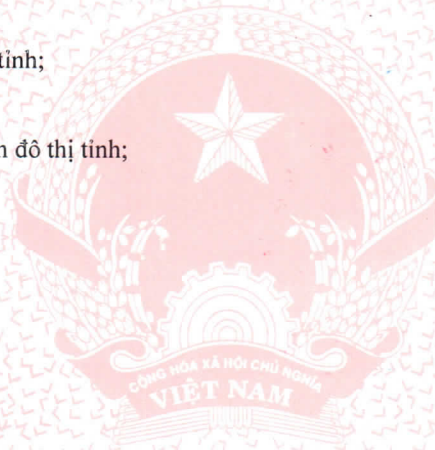 tỉnh;
đô thị tỉnh;
CỘNG HÒA XÃ HỘI CHỦ NGHĨA
VIỆT NAM